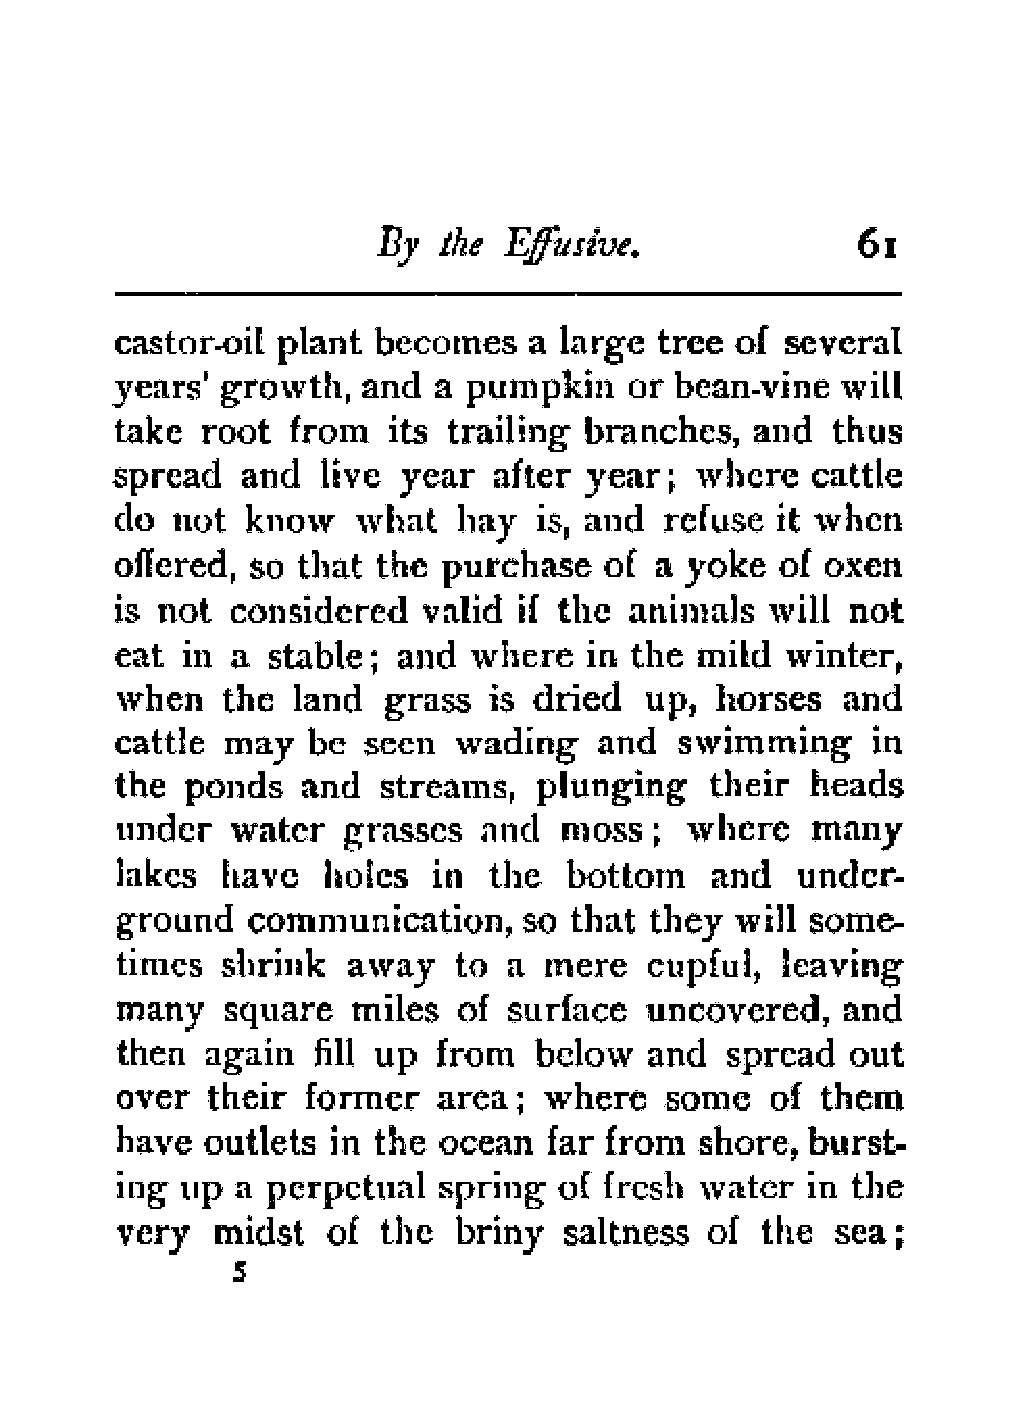 By the Effusive. 61
castor-oil plant becomes a large tree of several
years' growth, and a pumpkin or bean-vine will
take root from its trailing branches, and thus
spread and live year after year; where cattle
do not know what hay is, and refuse it when
offered, so that the purchase of a yoke of oxen
is not considered valid if the animals will not
eat in a stable; and where in the mild winter,
when the land grass is dried up, horses and
cattle may be seen wading and swimming in
the ponds and streams, plunging their heads
under water grasses and moss; where many
lakes have holes in the bottom and under-
ground communication, so that they will some-
times shrink away to a mere cupful, leaving
many square miles of surface uncovered, and
then again fill up from below and spread out
over their former area; where some of them
have outlets in the ocean far from shore, burst-
ing up a perpetual spring of fresh water in the
very midst of the briny saltness of the sea;
5